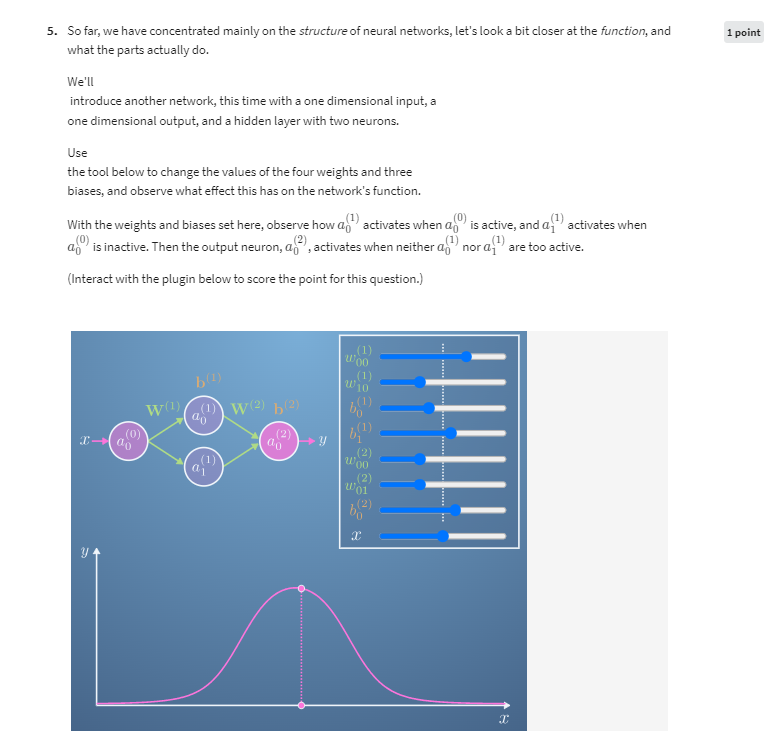 5. So far, we have concentrated mainly on the structure of neural networks, let's look a bit closer at the function, and
1 point
what the parts actually do.
We'll
introduce another network, this time with a one dimensional input, a
one dimensional output, and a hidden layer with two neurons.
Use
the tool below to change the values of the four weights and three
biases, and observe what effect this has on the network's function.
With the weights and biases set here, observe how a_0^{(1)} activates when a_0^{(0)} is active, and a_1^{(1)} activates when
a_0^{(0)} is inactive. Then the output neuron, a_0^{(2)}, activates when neither a_0^{(1)} nor a_1^{(1)} are too active.
(Interact with the plugin below to score the point for this question.)
b^{(1)}
W^{(1)} a_0^{(1)} W^{(2)} b^{(2)}
x a_0^{(0)} a_0^{(2)} y
a_1^{(1)}
w_{00}^{(1)}
w_{10}^{(1)}
b_0^{(1)}
b_1^{(1)}
w_{00}^{(2)}
w_{01}^{(2)}
b_0^{(2)}
x
y
x